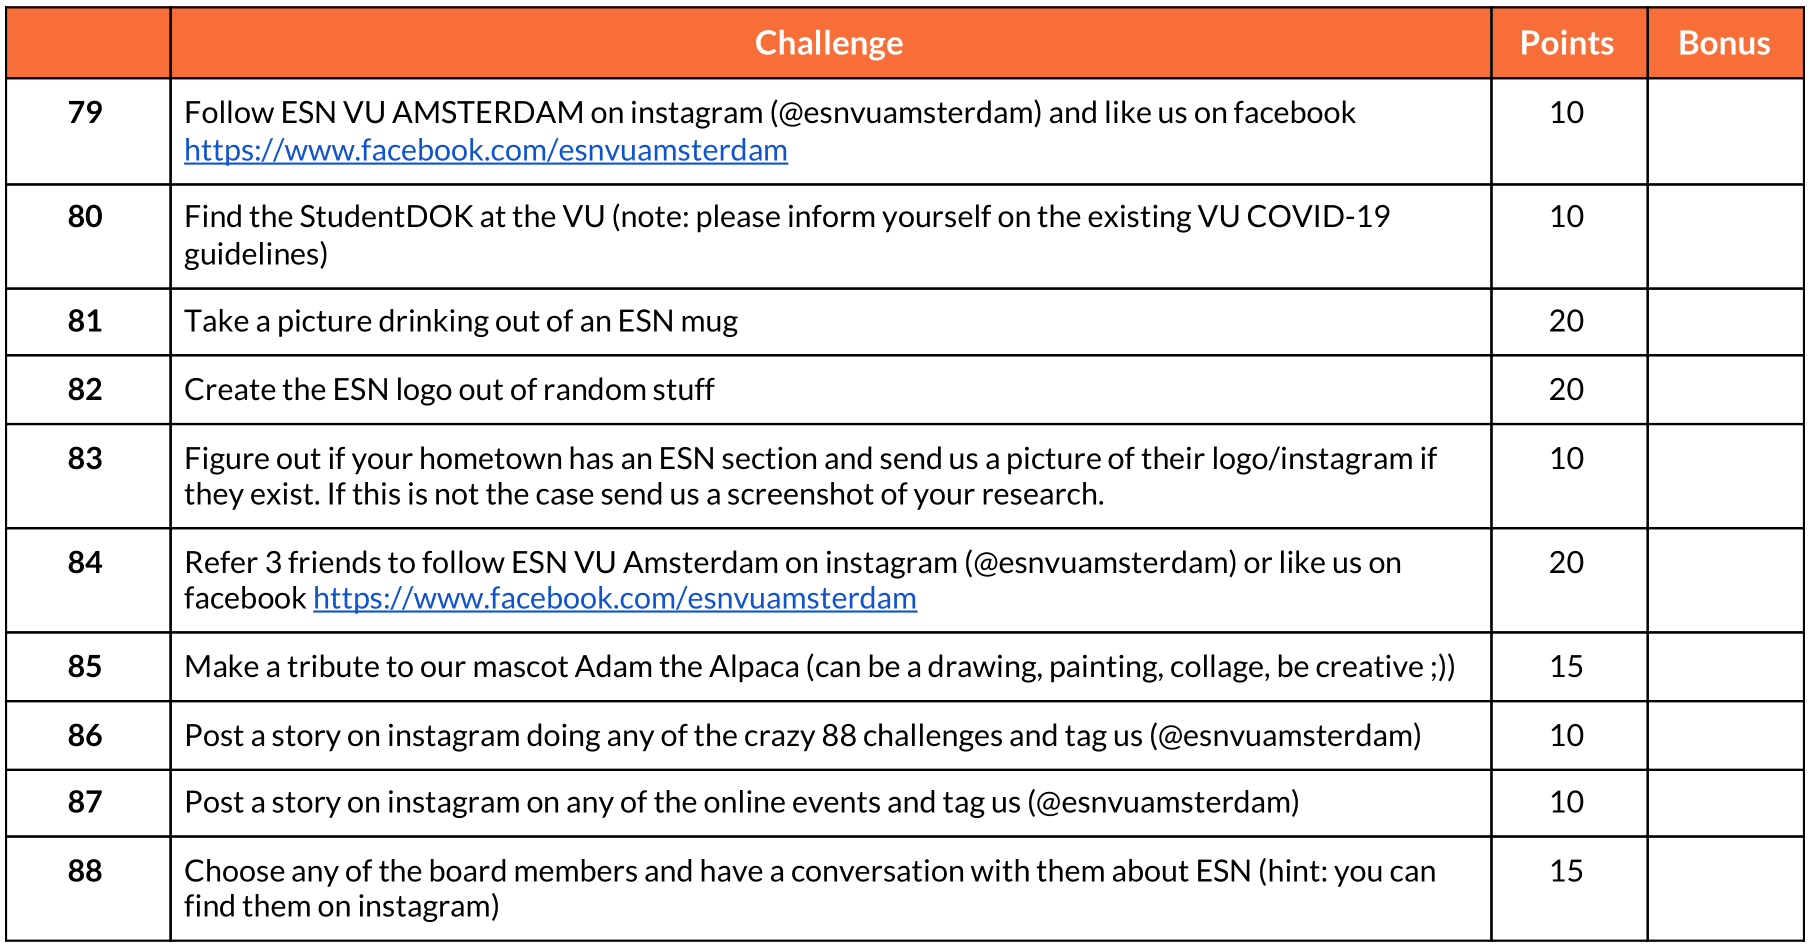 Challenge Points Bonus
79 Follow ESN VU AMSTERDAM on instagram (@esnvuamsterdam) and like us on facebook 10
https://www.facebook.com/esnvuamsterdam
80 Find the StudentDOK at the VU (note: please inform yourself on the existing VU COVID-19 10
guidelines)
81 Take a picture drinking out of an ESN mug 20
82 Create the ESN logo out of random stuff 20
83 Figure out if your hometown has an ESN section and send us a picture of their logo/instagram if 10
they exist. If this is not the case send us a screenshot of your research.
84 Refer 3 friends to follow ESN VU Amsterdam on instagram (@esnvuamsterdam) or like us on 20
facebook https://www.facebook.com/esnvuamsterdam
85 Make a tribute to our mascot Adam the Alpaca (can be a drawing, painting, collage, be creative ;)) 15
86 Post a story on instagram doing any of the crazy 88 challenges and tag us (@esnvuamsterdam) 10
87 Post a story on instagram on any of the online events and tag us (@esnvuamsterdam) 10
88 Choose any of the board members and have a conversation with them about ESN (hint: you can 15
find them on instagram)